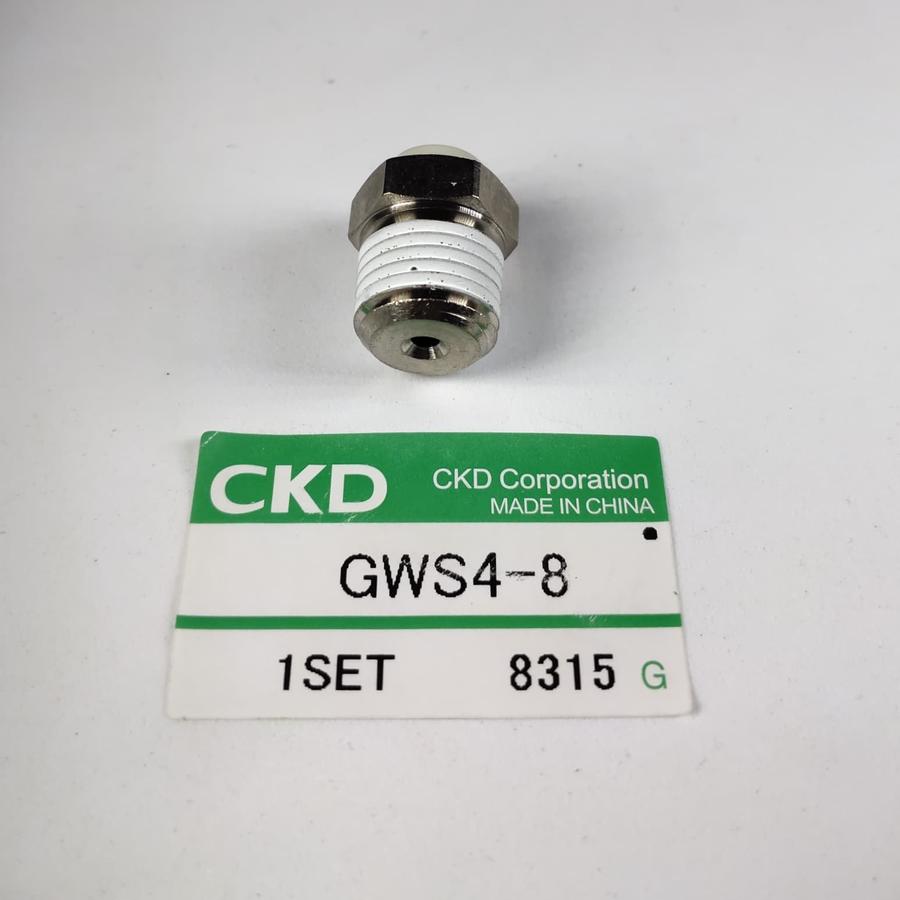 CKD
CKD Corporation
MADE IN CHINA
GWS4-8
1SET 8315 G